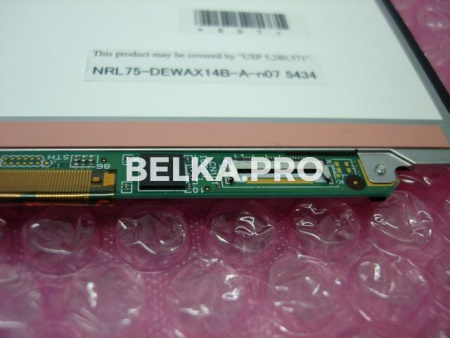 This product may be covered by "USP 5,280,371".
NRL75-DEWAX14B-A-n07 5434
BELKA.PRO